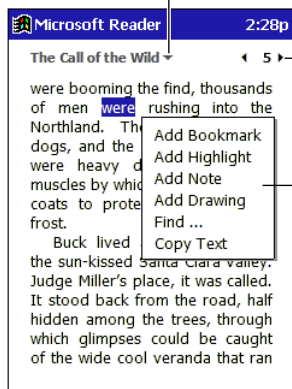 Microsoft Reader 2:28p
The Call of the Wild 5
were booming the find, thousands
of men were rushing into the
Northland. Th
dogs, and the
were heavy d
muscles by whic
coats to prote
frost.
Add Bookmark
Add Highlight
Add Note
Add Drawing
Find ...
Copy Text
Buck lived
the sun-kissed Santa Clara valley.
Judge Miller's place, it was called.
It stood back from the road, half
hidden among the trees, through
which glimpses could be caught
of the wide cool veranda that ran